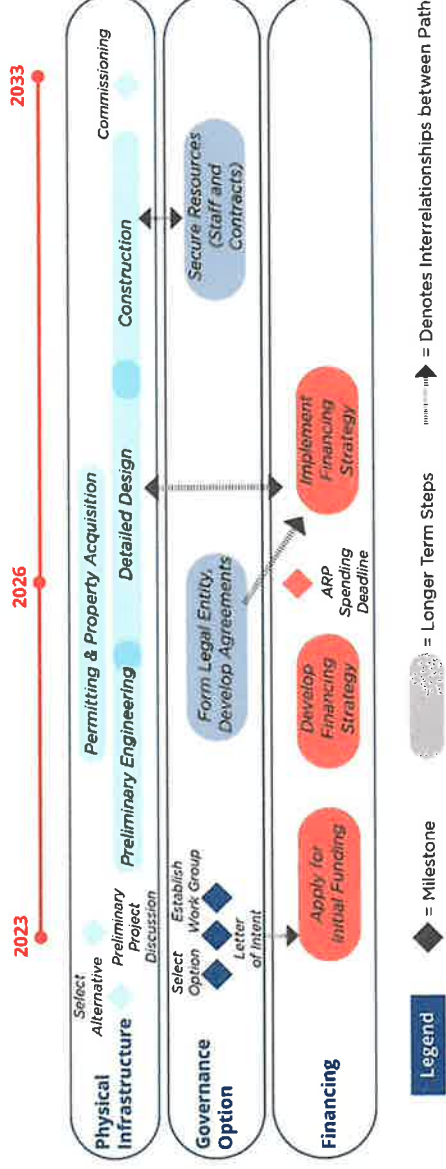 2023
2026
2033
Physical
Infrastructure
Select
Alternative
Preliminary
Project
Discussion
Permitting & Property Acquisition
Preliminary Engineering
Detailed Design
Construction
Commissioning
Governance
Option
Select
Option
Establish
Work Group
Letter
of Intent
Form Legal Entity,
Develop Agreements
Secure Resources
(Staff and
Contracts)
Financing
Apply for
Initial Funding
Develop
Financing
Strategy
ARP
Spending
Deadline
Implement
Financing
Strategy
Legend
= Milestone
= Longer Term Steps
= Denotes Interrelationships between Path